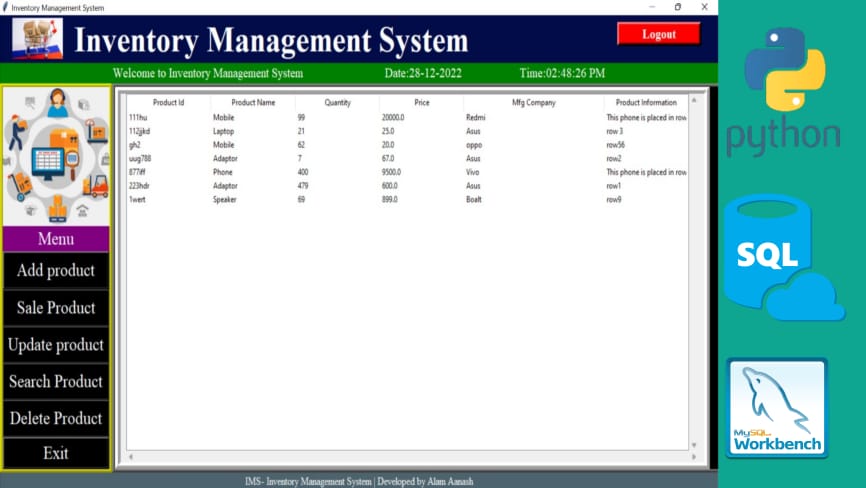 Inventory Management System
Inventory Management System
Logout
Welcome to Inventory Management System Date:28-12-2022 Time:02:48:26 PM
Product Id Product Name Quantity Price Mfg Company Product Information
111hu Mobile 99 20000.0 Redmi This phone is placed in row
112jjkd Laptop 21 25.0 Asus row 3
gh2 Mobile 62 20.0 oppo row56
uug788 Adaptor 7 67.0 Asus row2
877iff Phone 400 9500.0 Vivo This phone is placed in row
223hdr Adaptor 479 600.0 Asus row1
1wert Speaker 69 899.0 Boalt row9
Menu
Add product
Sale Product
Update product
Search Product
Delete Product
Exit
IMS- Inventory Management System | Developed by Alam Aanash
python
SQL
MySQL
Workbench